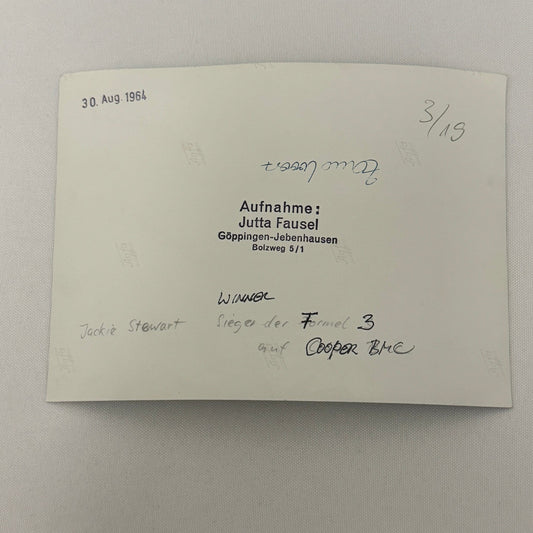 30. Aug. 1964
3/19
Aufnahme:
Jutta Fausel
Göppingen-Jebenhausen
Bolzweg 5/1
WINNER
Jackie Stewart Sieger der Formel 3
auf COOPER BMC